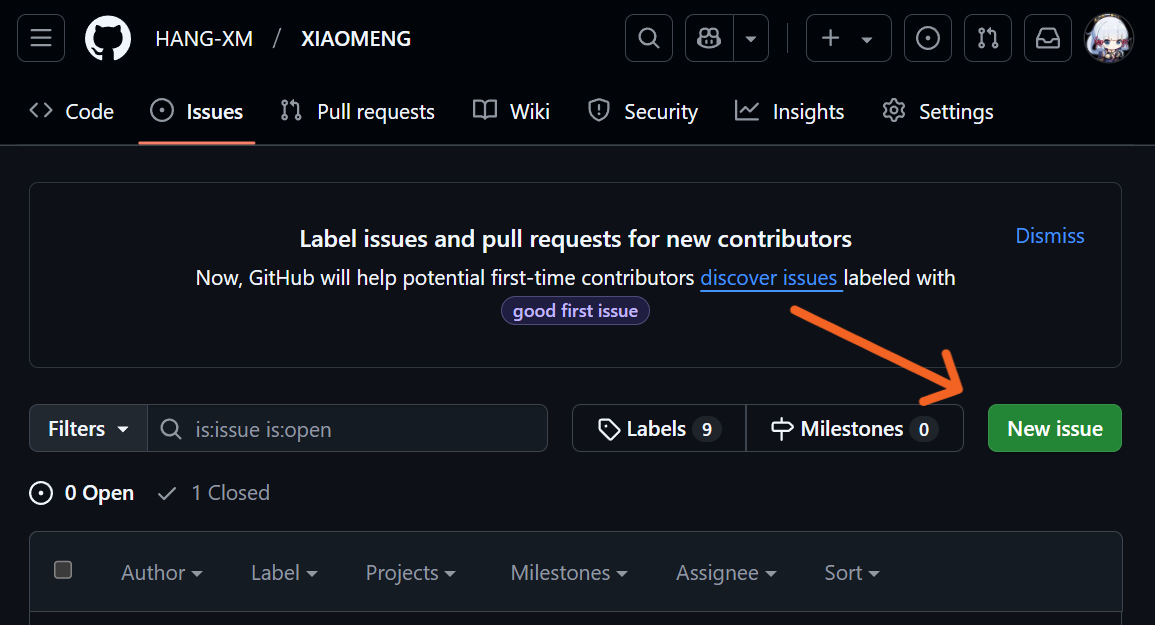 HANG-XM / XIAOMENG
Code Issues Pull requests Wiki Security Insights Settings
Label issues and pull requests for new contributors
Dismiss
Now, GitHub will help potential first-time contributors discover issues labeled with
good first issue
Filters is:issue is:open Labels 9 Milestones 0 New issue
0 Open 1 Closed
Author Label Projects Milestones Assignee Sort